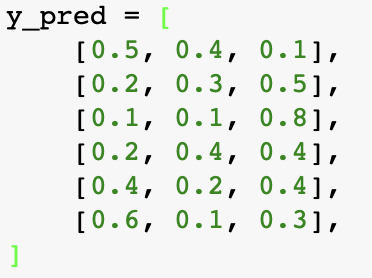 y_pred = [
    [0.5, 0.4, 0.1],
    [0.2, 0.3, 0.5],
    [0.1, 0.1, 0.8],
    [0.2, 0.4, 0.4],
    [0.4, 0.2, 0.4],
    [0.6, 0.1, 0.3],
]